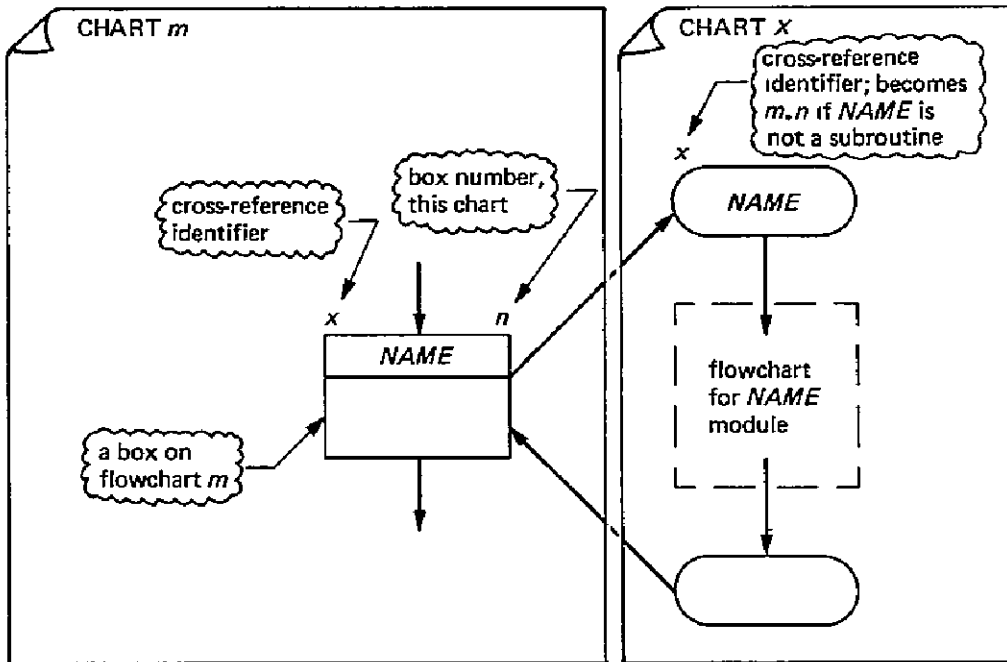 CHART m
cross-reference
identifier
box number,
this chart
x
n
NAME
a box on
flowchart m
CHART X
cross-reference
identifier; becomes
m.n if NAME is
not a subroutine
x
NAME
flowchart
for NAME
module